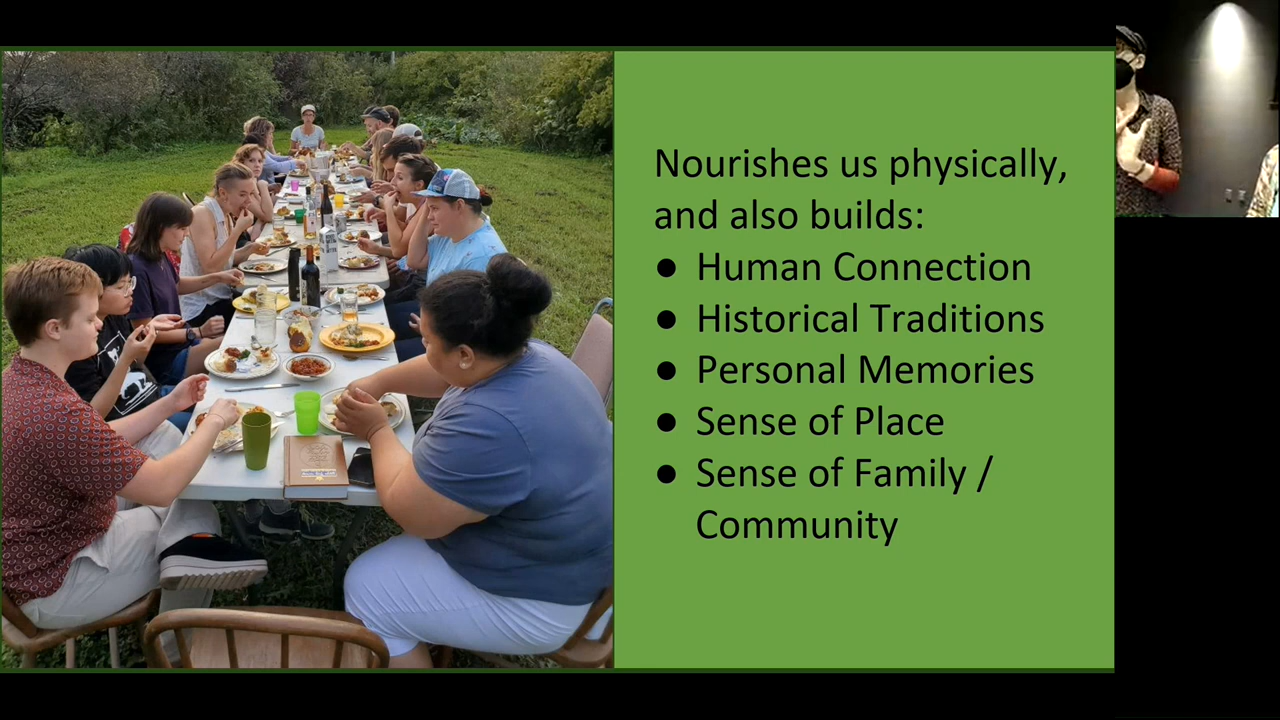 Nourishes us physically,
and also builds:
● Human Connection
● Historical Traditions
● Personal Memories
● Sense of Place
● Sense of Family /
Community